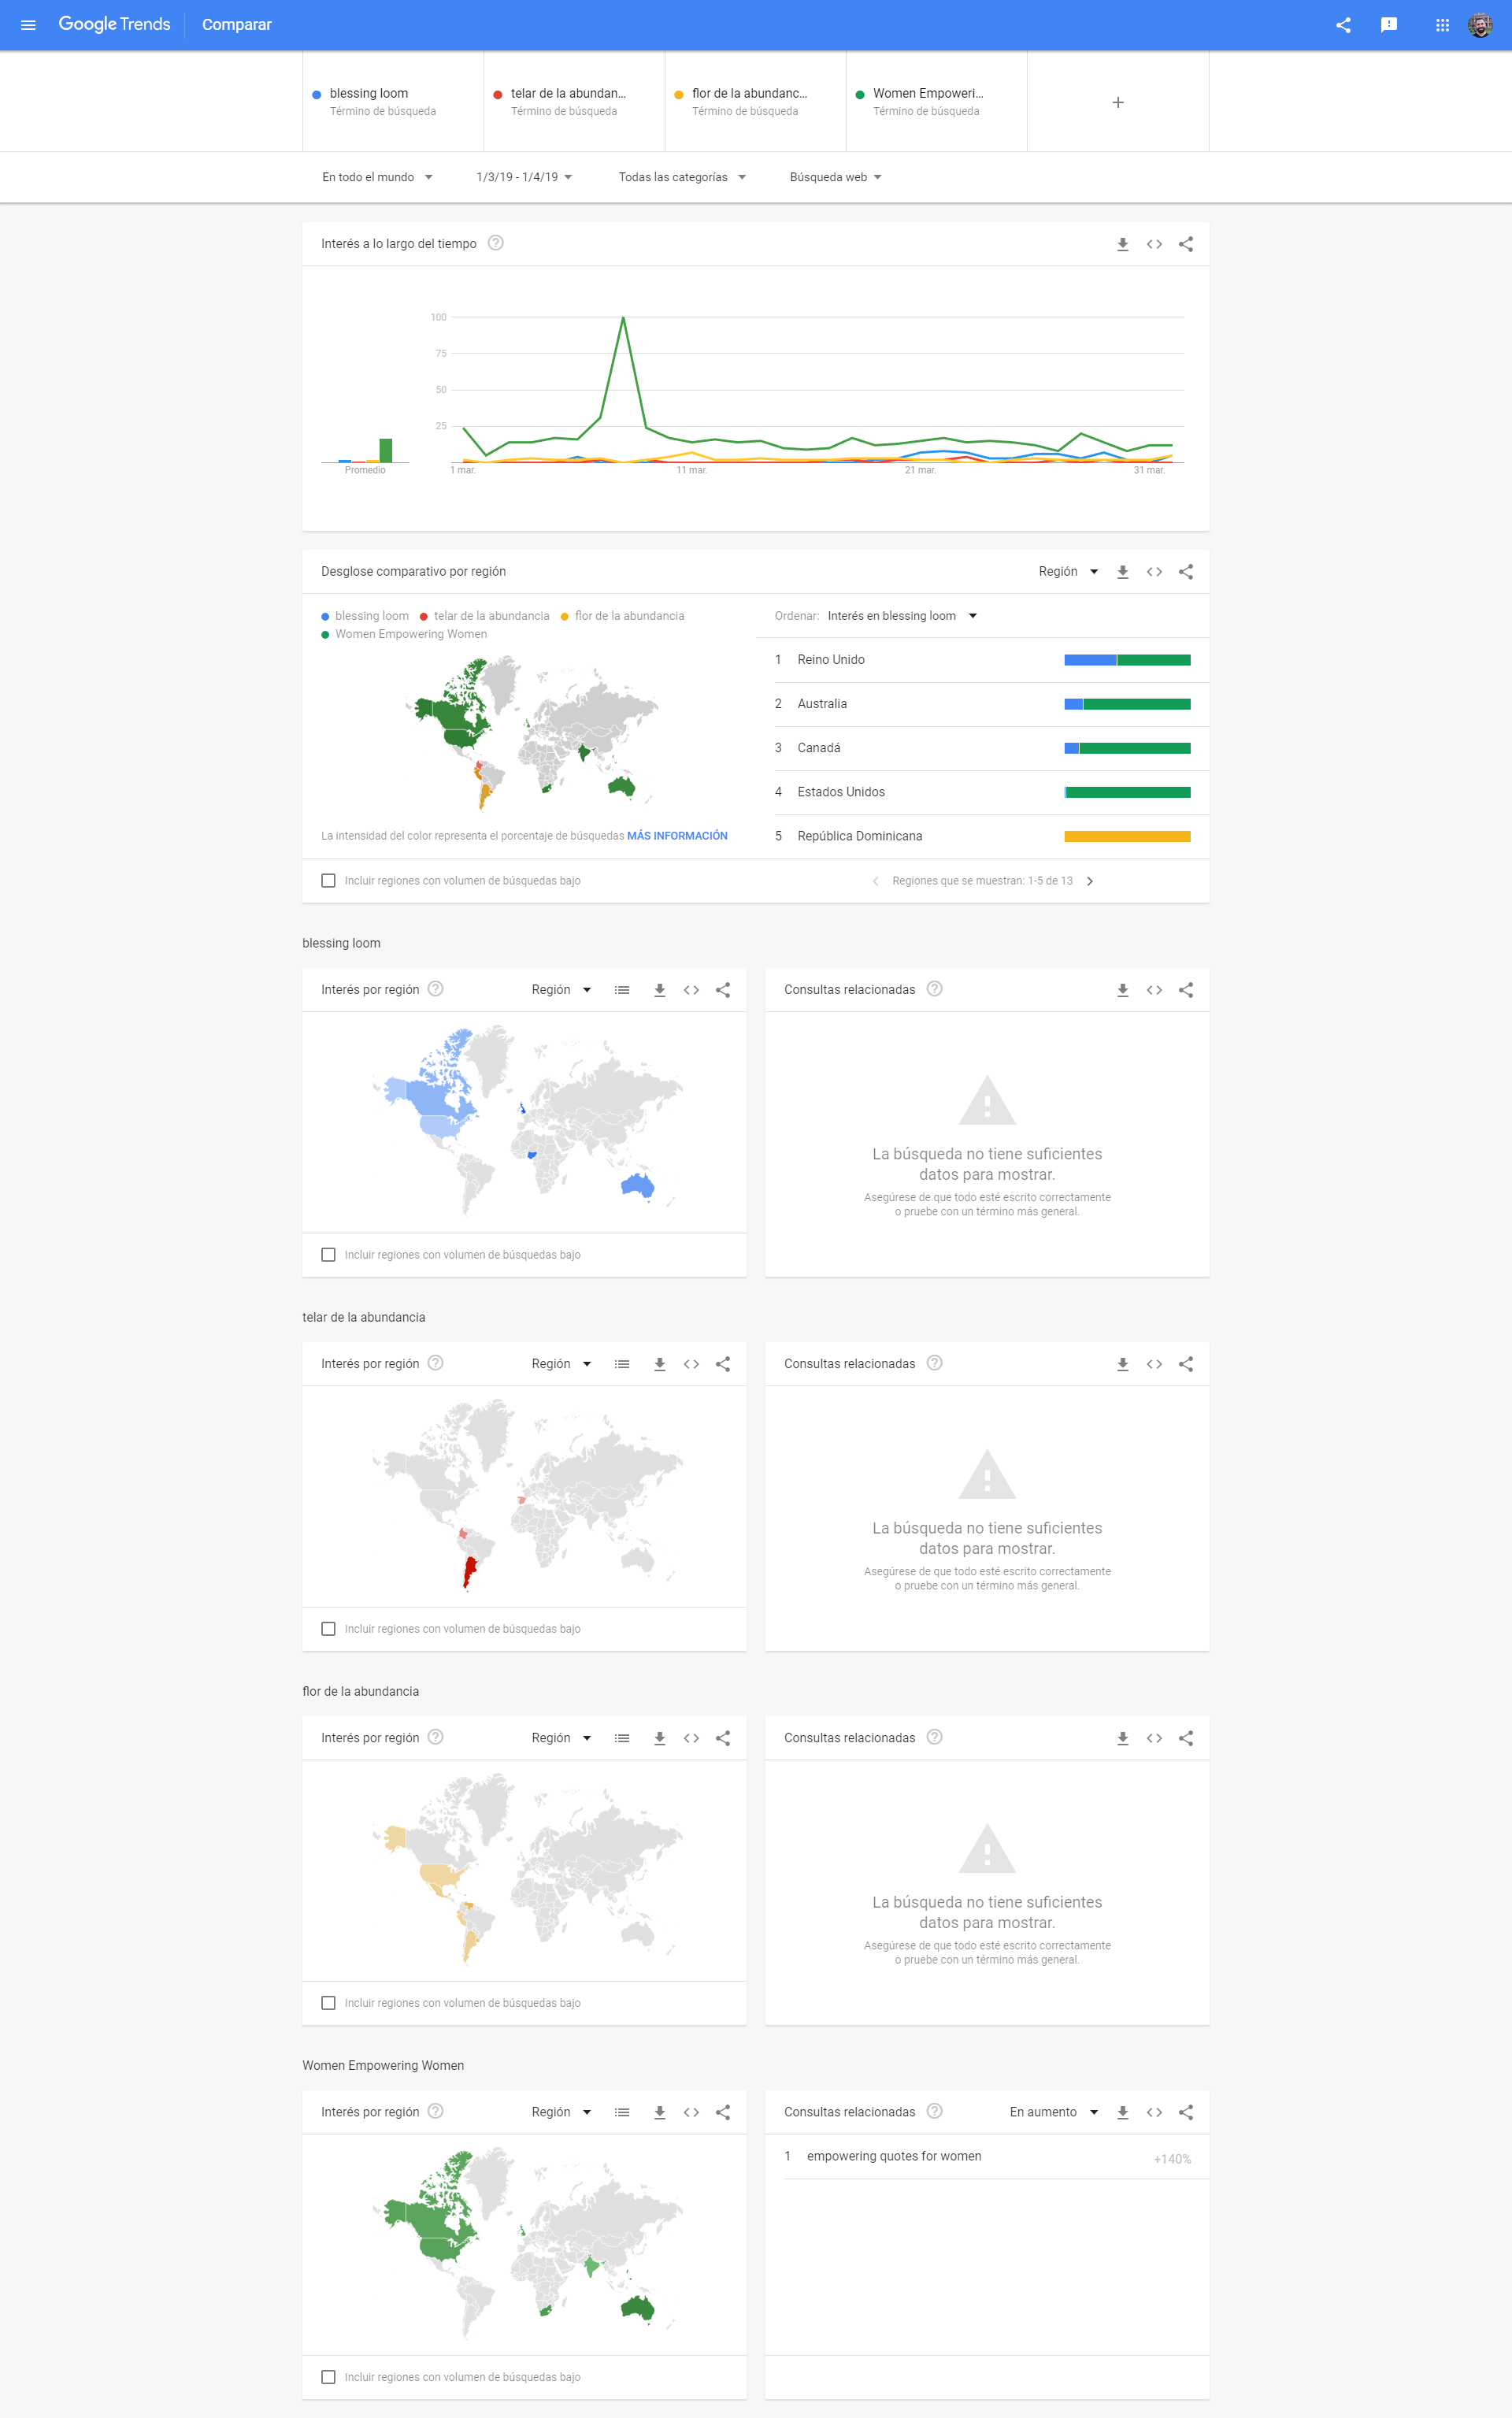 Google Trends
Comparar
blessing loom
Término de búsqueda
telar de la abundan...
Término de búsqueda
flor de la abundanc...
Término de búsqueda
Women Empoweri...
Término de búsqueda
En todo el mundo
1/3/19 - 1/4/19
Todas las categorías
Búsqueda web
Interés a lo largo del tiempo
100
75
50
25
Promedio
1 mar.
11 mar.
21 mar.
31 mar.
Desglose comparativo por región
Región
blessing loom
telar de la abundancia
flor de la abundancia
Women Empowering Women
Ordenar: Interés en blessing loom
1 Reino Unido
2 Australia
3 Canadá
4 Estados Unidos
5 República Dominicana
La intensidad del color representa el porcentaje de búsquedas MÁS INFORMACIÓN
Incluir regiones con volumen de búsquedas bajo
Regiones que se muestran: 1-5 de 13
blessing loom
Interés por región
Región
Consultas relacionadas
La búsqueda no tiene suficientes
datos para mostrar.
Asegúrese de que todo esté escrito correctamente
o pruebe con un término más general.
Incluir regiones con volumen de búsquedas bajo
telar de la abundancia
Interés por región
Región
Consultas relacionadas
La búsqueda no tiene suficientes
datos para mostrar.
Asegúrese de que todo esté escrito correctamente
o pruebe con un término más general.
Incluir regiones con volumen de búsquedas bajo
flor de la abundancia
Interés por región
Región
Consultas relacionadas
La búsqueda no tiene suficientes
datos para mostrar.
Asegúrese de que todo esté escrito correctamente
o pruebe con un término más general.
Incluir regiones con volumen de búsquedas bajo
Women Empowering Women
Interés por región
Región
Consultas relacionadas
En aumento
1 empowering quotes for women
+140%
Incluir regiones con volumen de búsquedas bajo